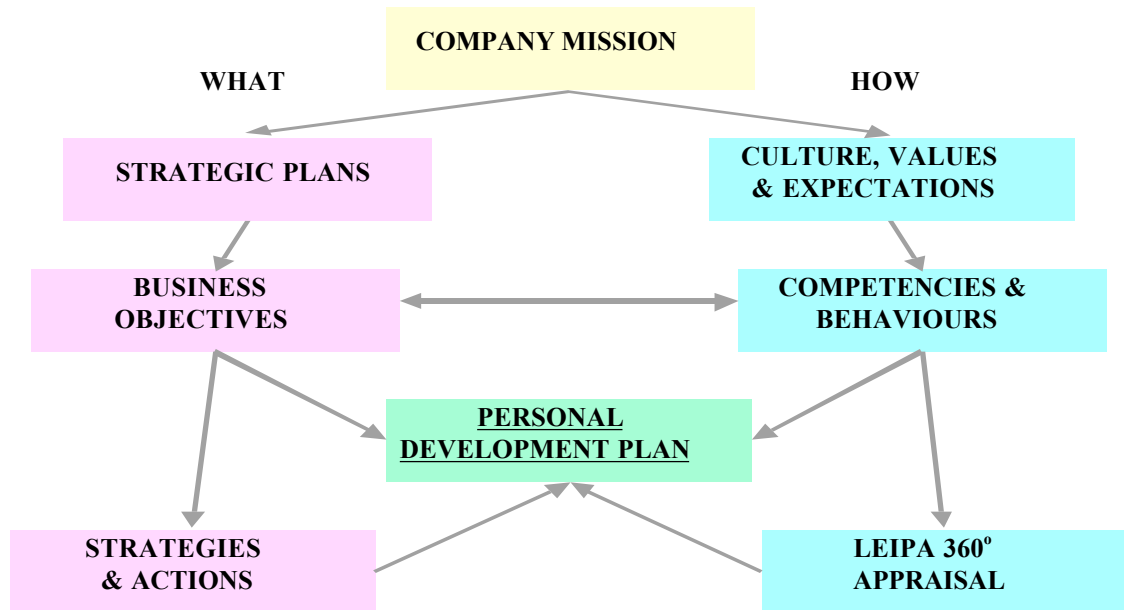 COMPANY MISSION
WHAT
HOW
STRATEGIC PLANS
CULTURE, VALUES
& EXPECTATIONS
BUSINESS
OBJECTIVES
COMPETENCIES &
BEHAVIOURS
PERSONAL
DEVELOPMENT PLAN
STRATEGIES
& ACTIONS
LEIPA 360º
APPRAISAL